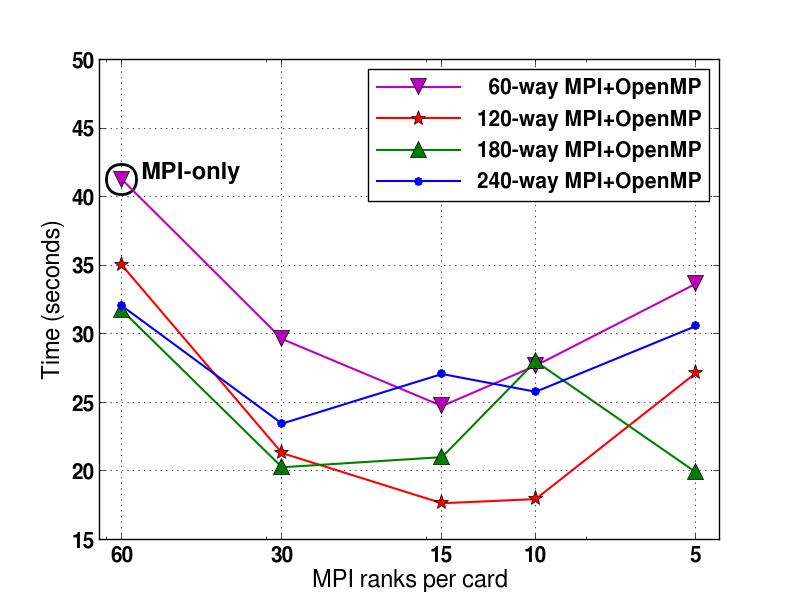 50
45
40
35
30
25
20
15
Time (seconds)
MPI-only
60-way MPI+OpenMP
120-way MPI+OpenMP
180-way MPI+OpenMP
240-way MPI+OpenMP
60 30 15 10 5
MPI ranks per card